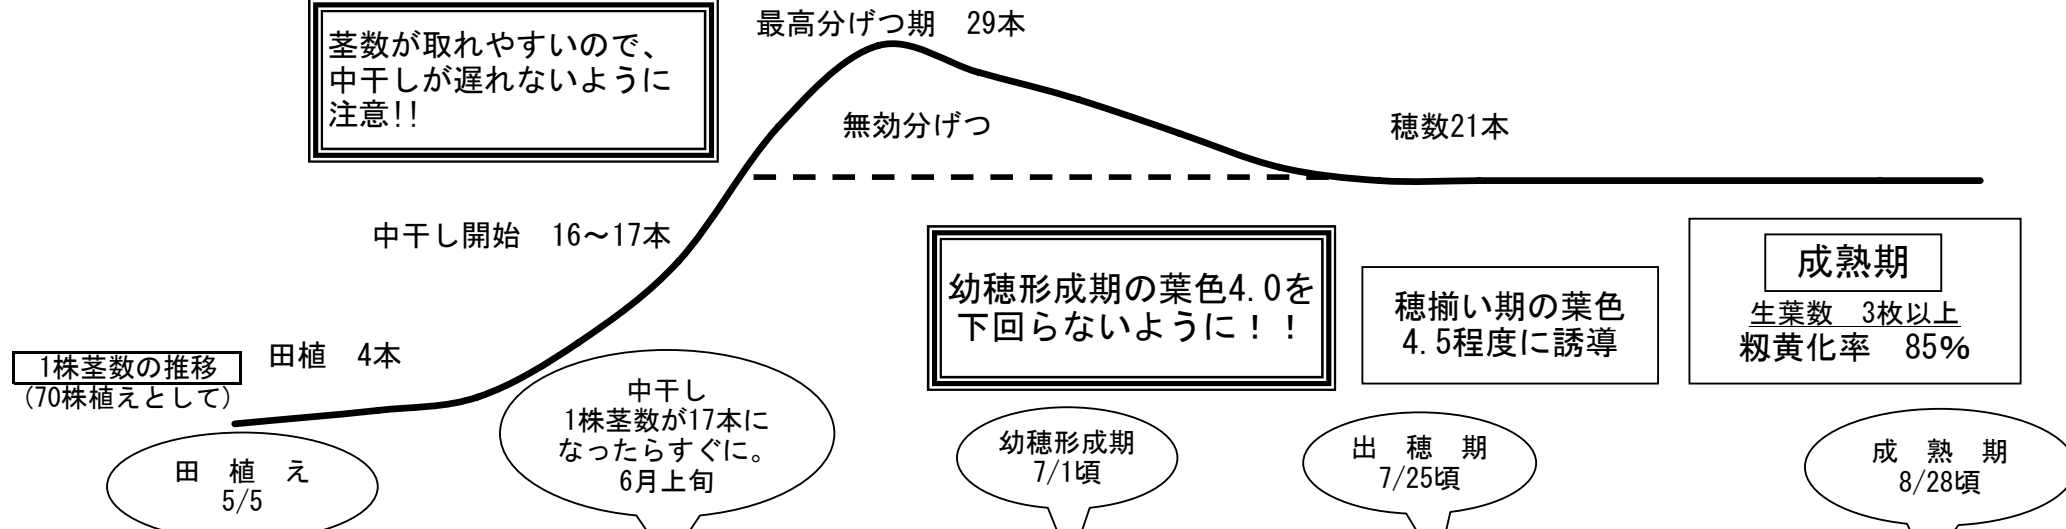 最高分げつ期　29本
茎数が取れやすいので、
中干しが遅れないように
注意!!
無効分げつ
穂数21本
中干し開始　16～17本
幼穂形成期の葉色4.0を
下回らないように！！
穂揃い期の葉色
4.5程度に誘導
成熟期
生葉数　3枚以上
籾黄化率　85%
1株茎数の推移
(70株植えとして)
田植　4本
田　植　え
5/5
中干し
1株茎数が17本に
なったらすぐに。
6月上旬
幼穂形成期
7/1頃
出　穂　期
7/25頃
成　熟　期
8/28頃